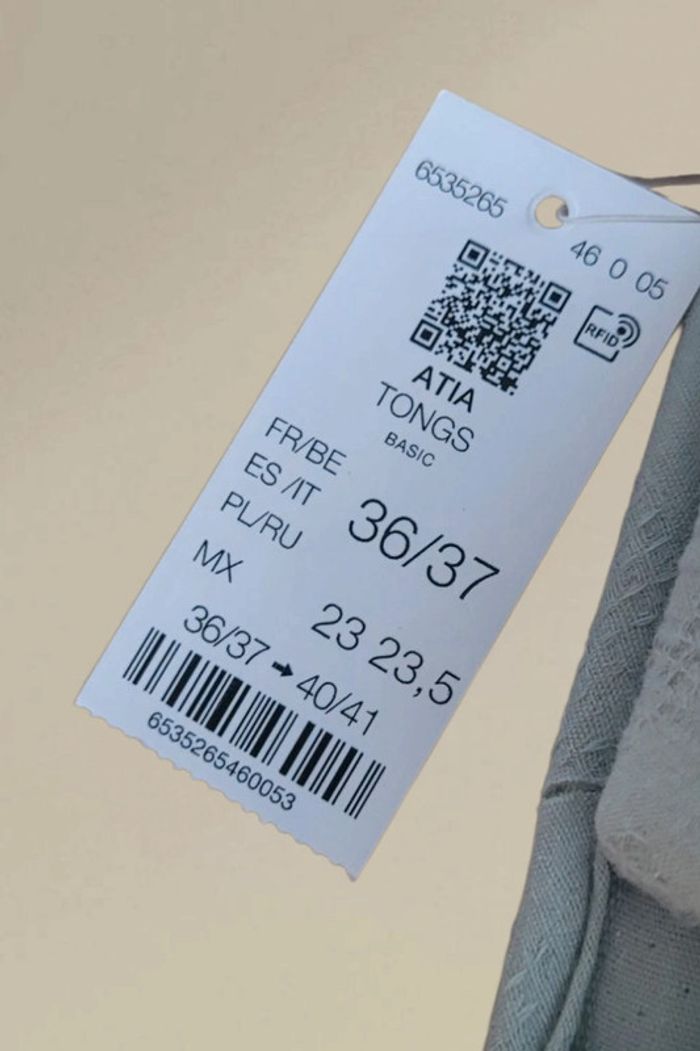 6535265
46 0 05
RFID
ATIA
TONGS
BASIC
FR/BE
ES /IT
PL/RU
36/37
MX
23 23,5
36/37 → 40/41
6535265460053